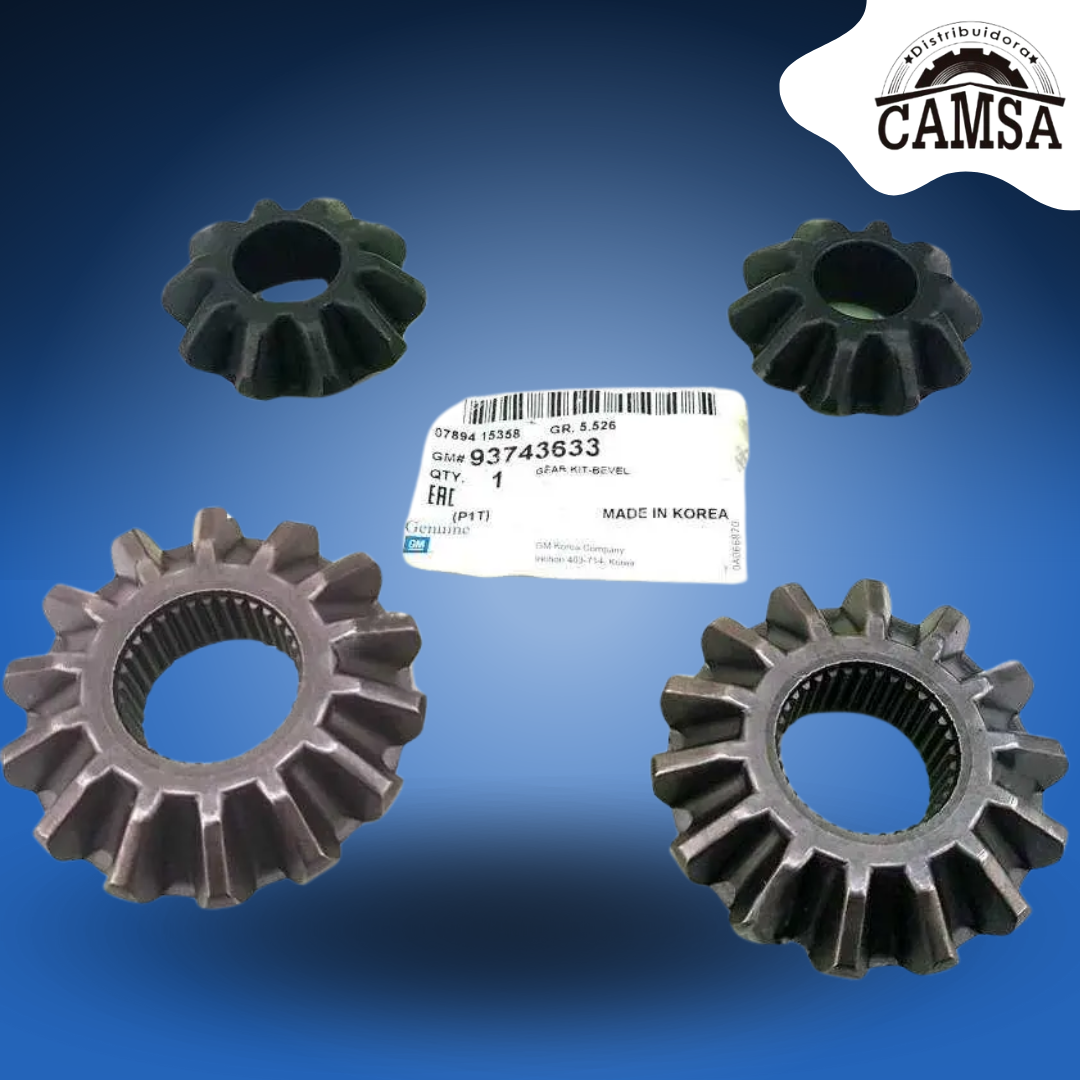 Distribuidora
CAMSA
07894 15358 GR. 5.526
GM# 93743633
GEAR KIT-BEVEL
QTY. 1
EAC
(P1T)
MADE IN KOREA
Genuine
GM
GM Korea Company
Inchon 403-714, Korea
0A066870